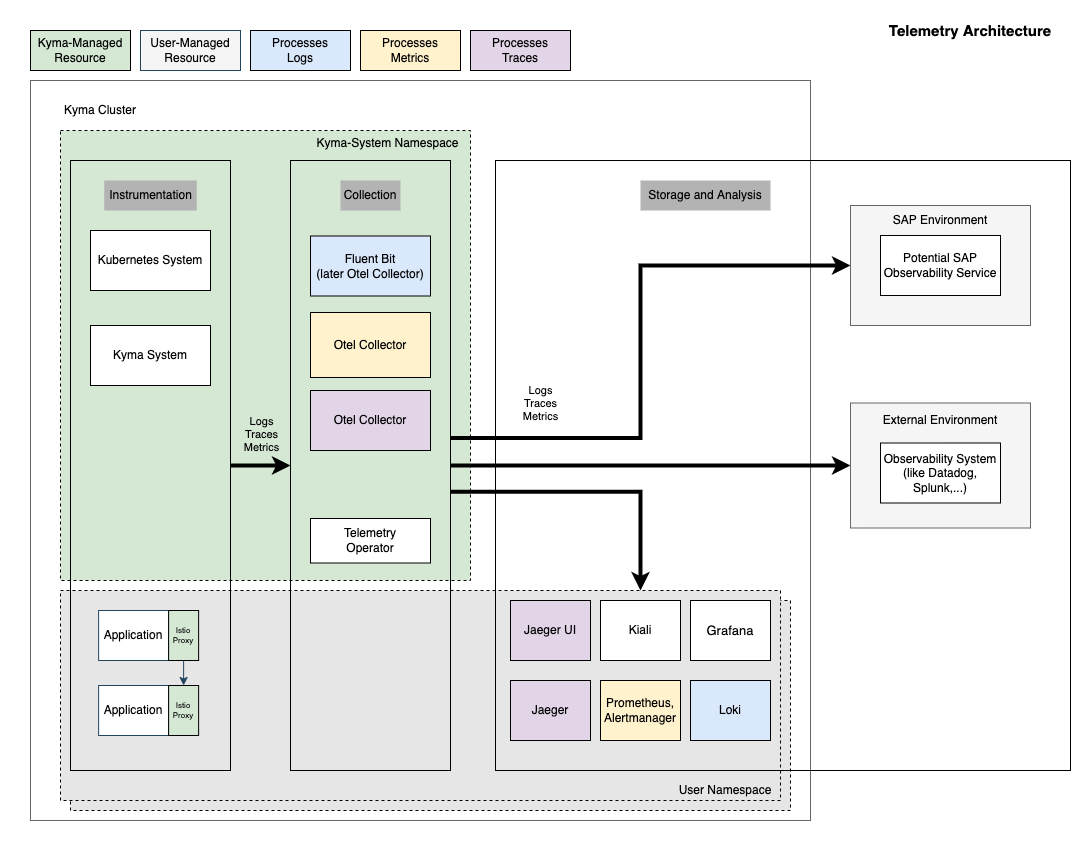 Telemetry Architecture
Kyma-Managed
Resource
User-Managed
Resource
Processes
Logs
Processes
Metrics
Processes
Traces
Kyma Cluster
Kyma-System Namespace
Instrumentation
Collection
Storage and Analysis
Kubernetes System
Kyma System
Fluent Bit
(later Otel Collector)
Otel Collector
Otel Collector
Telemetry
Operator
Logs
Traces
Metrics
Logs
Traces
Metrics
SAP Environment
Potential SAP
Observability Service
External Environment
Observability System
(like Datadog,
Splunk,...)
Application
Istio
Proxy
Application
Istio
Proxy
Jaeger UI
Kiali
Grafana
Jaeger
Prometheus,
Alertmanager
Loki
User Namespace